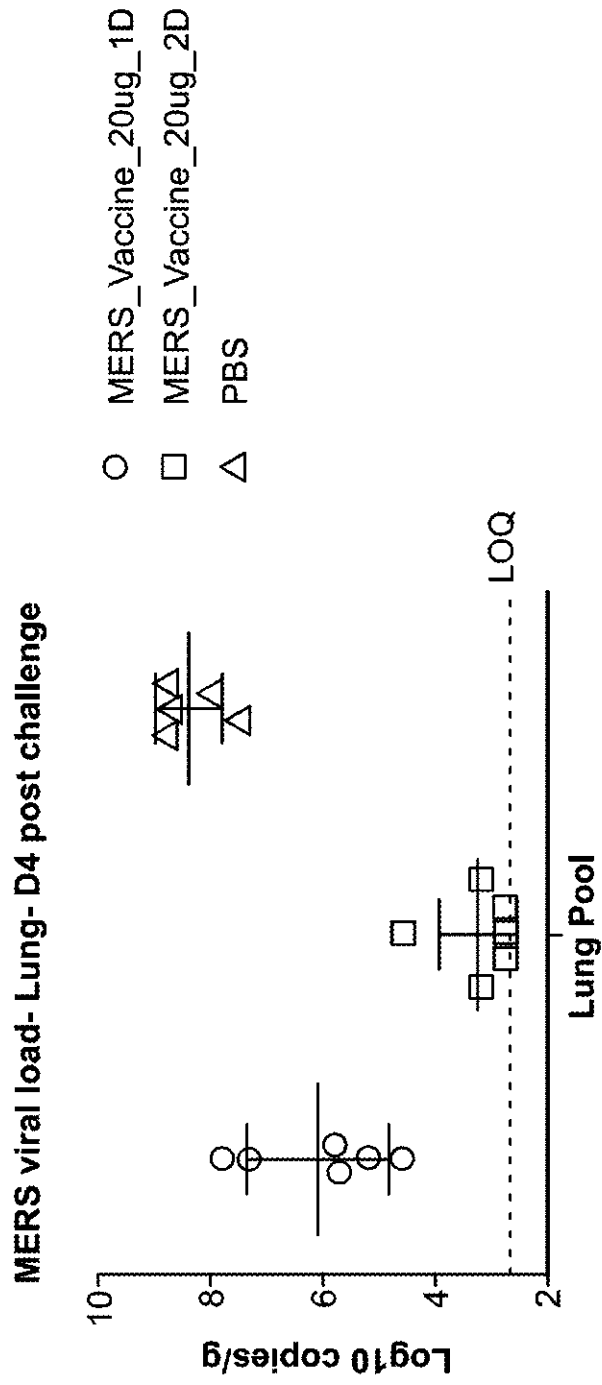 MERS viral load- Lung- D4 post challenge
MERS_Vaccine_20ug_1D
MERS_Vaccine_20ug_2D
PBS
Log10 copies/g
10
8
6
4
2
LOQ
Lung Pool